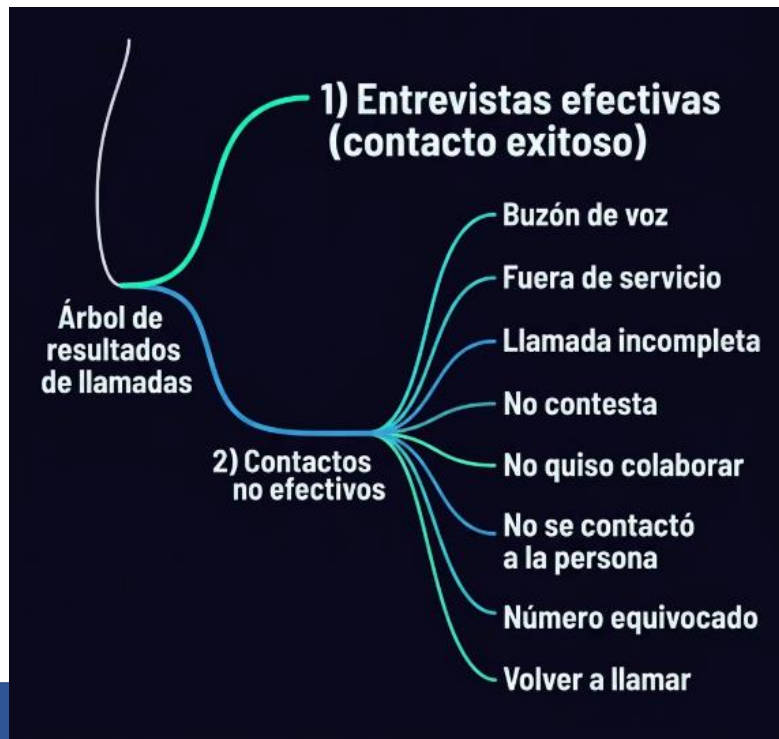 1) Entrevistas efectivas
(contacto exitoso)
Buzón de voz
Fuera de servicio
Árbol de
resultados
de llamadas
Llamada incompleta
No contesta
2) Contactos
no efectivos
No quiso colaborar
No se contactó
a la persona
Número equivocado
Volver a llamar